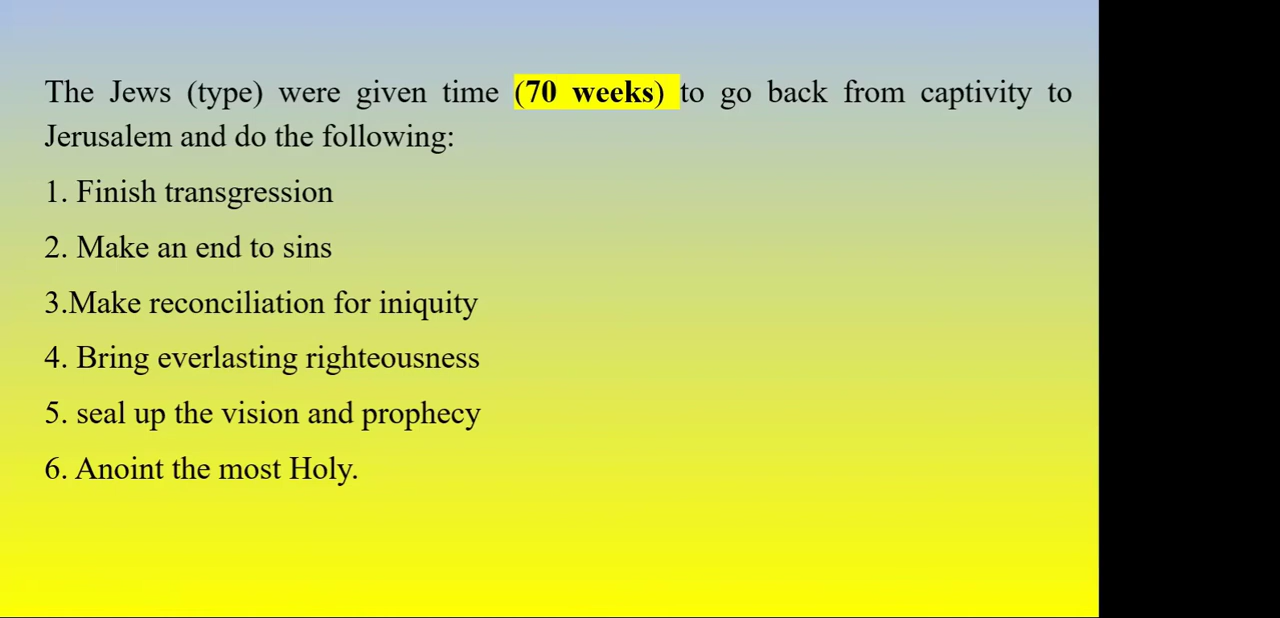 The Jews (type) were given time (70 weeks) to go back from captivity to
Jerusalem and do the following:
1. Finish transgression
2. Make an end to sins
3.Make reconciliation for iniquity
4. Bring everlasting righteousness
5. seal up the vision and prophecy
6. Anoint the most Holy.